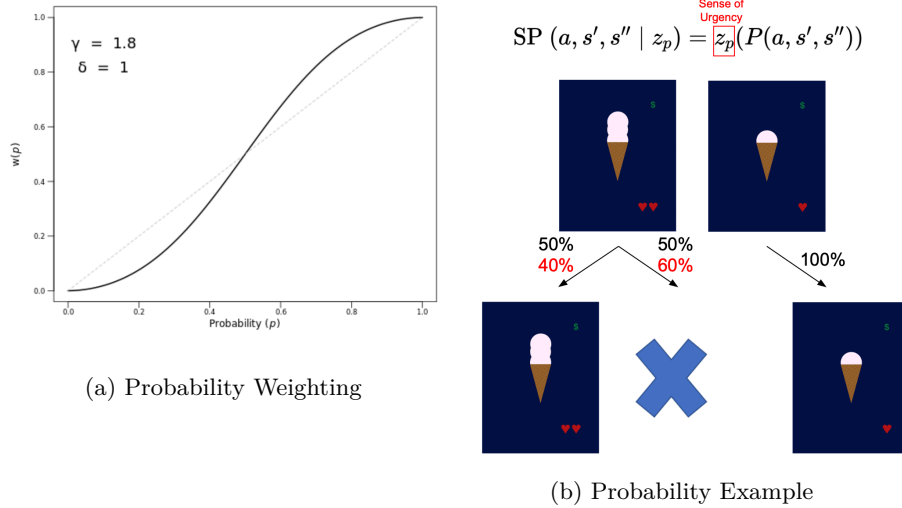 1.0
0.8
0.6
0.4
0.2
0.0
w(p)
γ = 1.8
δ = 1
0.0 0.2 0.4 0.6 0.8 1.0
Probability (p)
(a) Probability Weighting
Sense of
Urgency
SP (a, s′, s″ | z_p) = z_p(P(a, s′, s″))
$
♥♥
$
♥
50% 50%
40% 60%
100%
$
♥♥
$
♥
(b) Probability Example